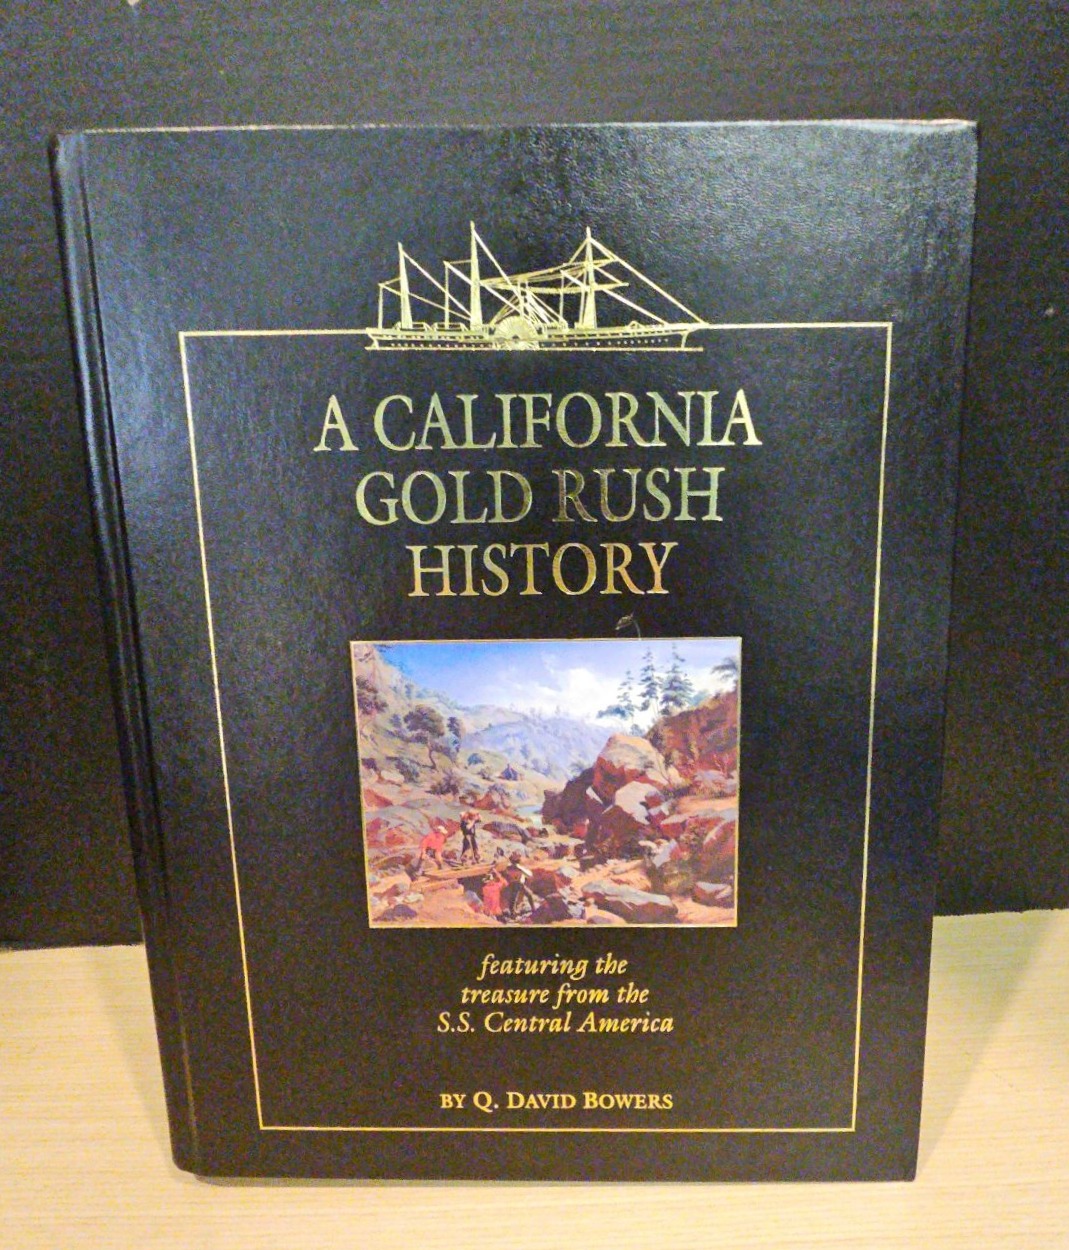 A CALIFORNIA
GOLD RUSH
HISTORY
featuring the
treasure from the
S.S. Central America
BY Q. DAVID BOWERS